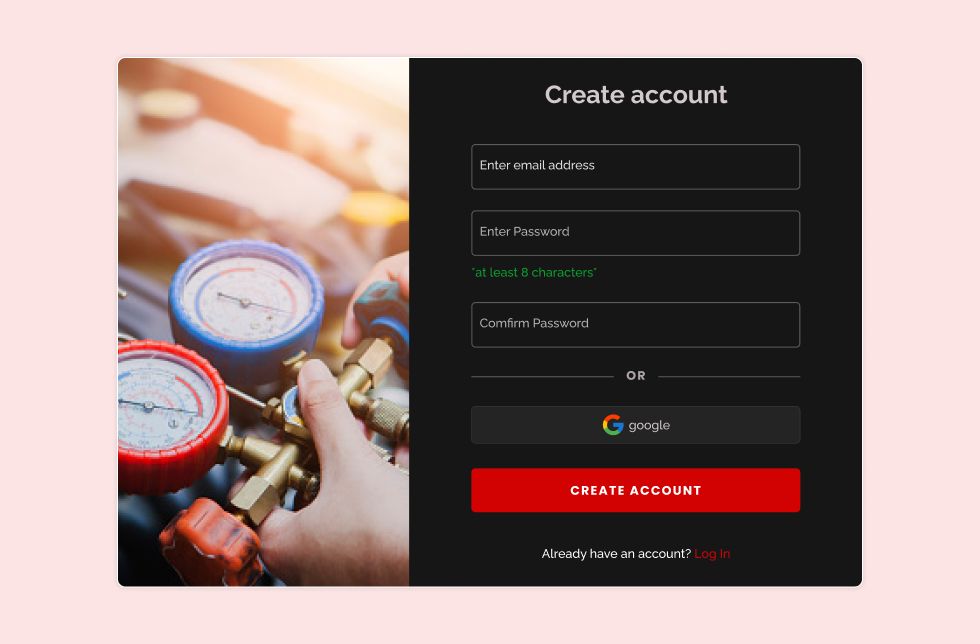 Create account
Enter email address
Enter Password
*at least 8 characters*
Comfirm Password
OR
google
CREATE ACCOUNT
Already have an account? Log In